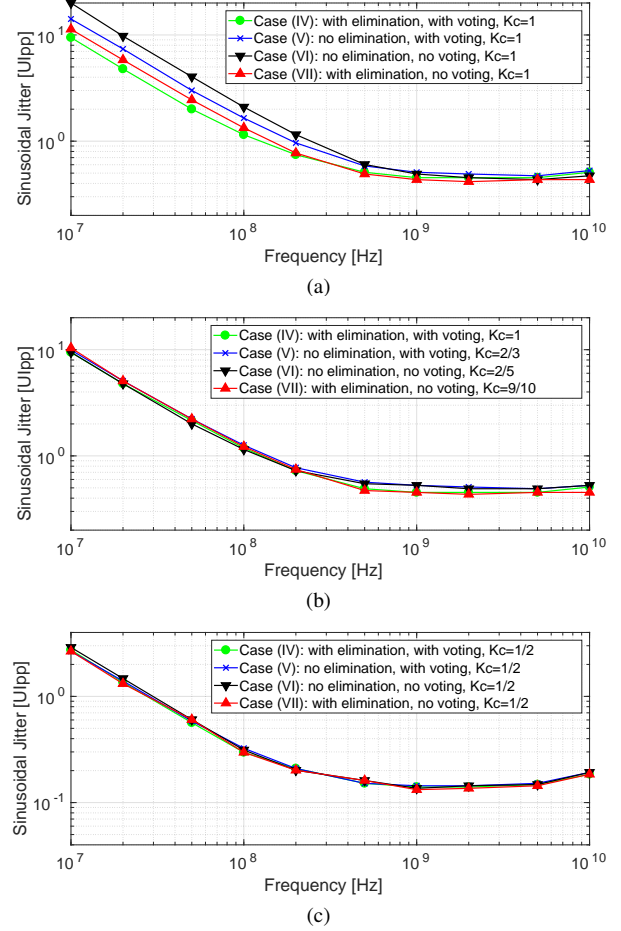 10^1
10^0
Sinusoidal Jitter [UIpp]
Case (IV): with elimination, with voting, Kc=1
Case (V): no elimination, with voting, Kc=1
Case (VI): no elimination, no voting, Kc=1
Case (VII): with elimination, no voting, Kc=1
10^7 10^8 10^9 10^10
Frequency [Hz]
(a)
10^1
10^0
Sinusoidal Jitter [UIpp]
Case (IV): with elimination, with voting, Kc=1
Case (V): no elimination, with voting, Kc=2/3
Case (VI): no elimination, no voting, Kc=2/5
Case (VII): with elimination, no voting, Kc=9/10
10^7 10^8 10^9 10^10
Frequency [Hz]
(b)
10^0
10^-1
Sinusoidal Jitter [UIpp]
Case (IV): with elimination, with voting, Kc=1/2
Case (V): no elimination, with voting, Kc=1/2
Case (VI): no elimination, no voting, Kc=1/2
Case (VII): with elimination, no voting, Kc=1/2
10^7 10^8 10^9 10^10
Frequency [Hz]
(c)